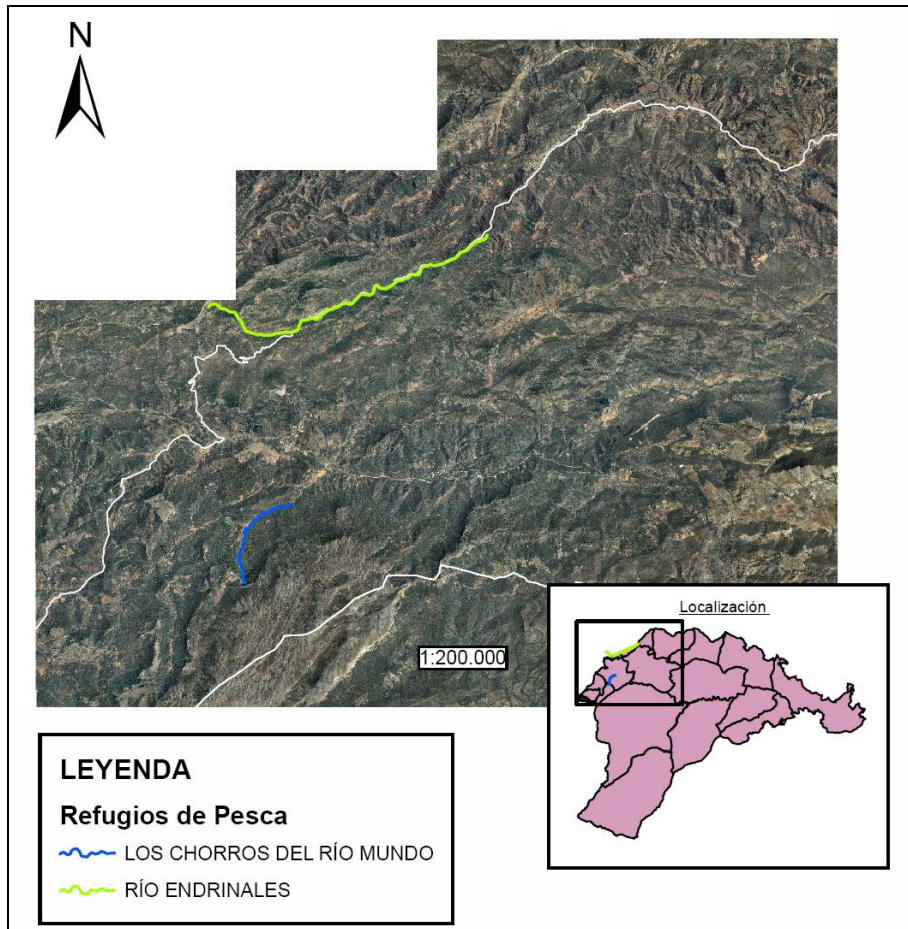 N
1:200.000
Localización
LEYENDA
Refugios de Pesca
LOS CHORROS DEL RÍO MUNDO
RÍO ENDRINALES